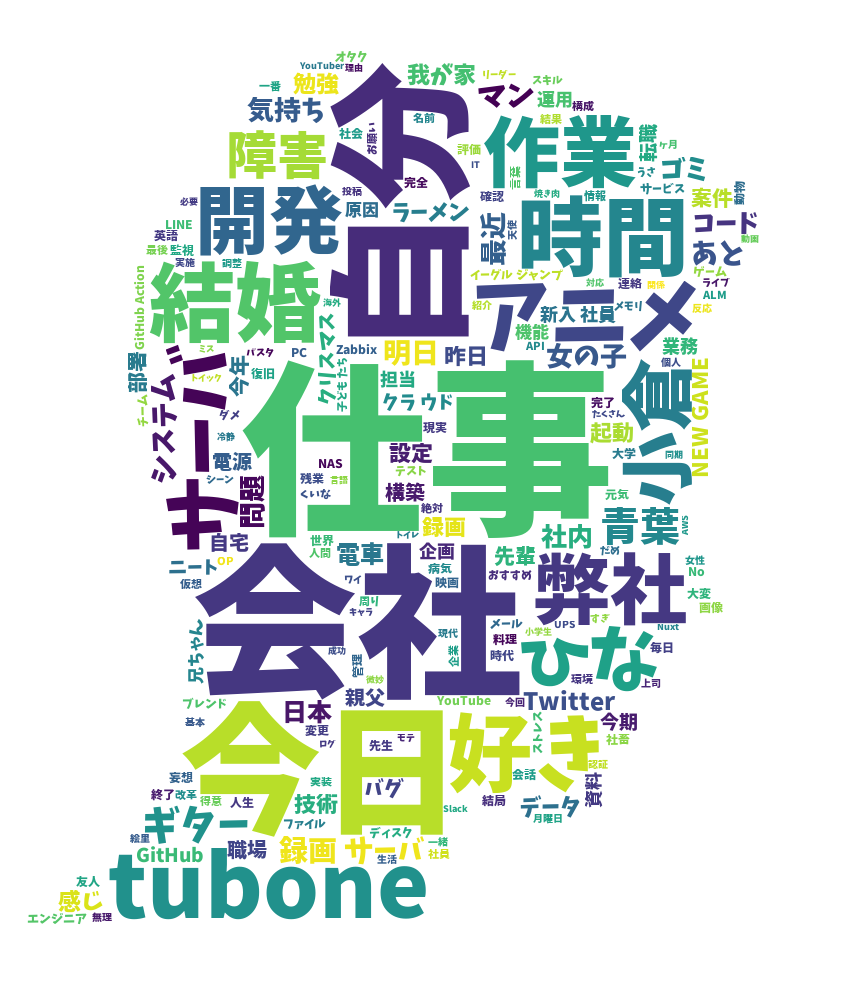 オタク
YouTuber
理由
我が家
リーダー
スキル
一番
勉強
マン
運用
構成
気持ち
自分
お願い
名前
結果
社会
作業
転職
ヶ月
障害
評価
IT
言葉
うさ
ゴミ
完全
サービス
動物
必要
開発
投稿
原因
ラーメン
確認
焼き肉
情報
案件
コード
LINE
英語
最近
天使
時間
あと
動画
最後
監視
実施
調整
結婚
イーグル ジャンプ
対応
連絡
関係
ゲーム
ライブ
ALM
GitHub Action
海外
紹介
アニメ
新入 社員
メモリ
反応
クリスマス
機能
API
業務
ミス
パスタ
PC
Zabbix
明日
昨日
女の子
個人
部署
システム
サーバ
今年
復旧
トイック
子どもたち
担当
クラウド
小倉
NEW GAME
チーム
ダメ
仕事
現実
完了
たくさん
起動
冷静
設定
大学
同期
電源
シーン
問題
NAS
残業
言語
くいな
テスト
構築
絶対
元気
録画
青葉
AWS
自宅
世界
人間
トイレ
社内
ニート
OP
電車
企画
先輩
だめ
女性
No
仮想
ワイ
病気
映画
おすすめ
弊社
大変
画像
会社
周り
キャラ
メール
UPS
すぎ
兄ちゃん
成功
管理
現代
企業
料理
時代
小学生
ひな
Nuxt
毎日
微妙
環境
上司
ブレンド
基本
日本
親父
YouTube
今回
Twitter
今日
変更
ログ
先生
モテ
好き
ストレス
今期
社畜
認証
妄想
終了
改革
得意
人生
実装
バグ
会話
資料
技術
Slack
結局
データ
月曜日
絵里
ギター
ファイル
ディスク
GitHub
職場
録画 サーバ
一緒
社員
生活
友人
tubone
感じ
エンジニア
無理